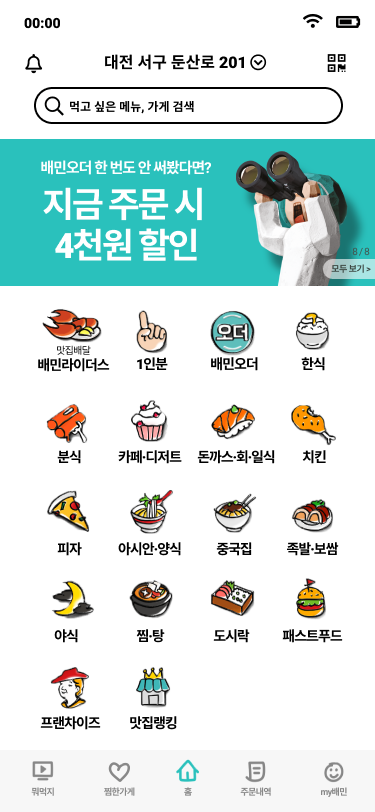 00:00
대전 서구 둔산로 201
먹고 싶은 메뉴, 가게 검색
배민오더 한 번도 안 써봤다면?
지금 주문 시
4천원 할인
8/8
모두 보기 >
맛집배달
배민라이더스
1인분
오더
배민오더
한식
분식
카페·디저트
돈까스·회·일식
치킨
피자
아시안·양식
중국집
족발·보쌈
야식
찜·탕
도시락
패스트푸드
프랜차이즈
맛집랭킹
뭐먹지
찜한가게
홈
주문내역
my배민